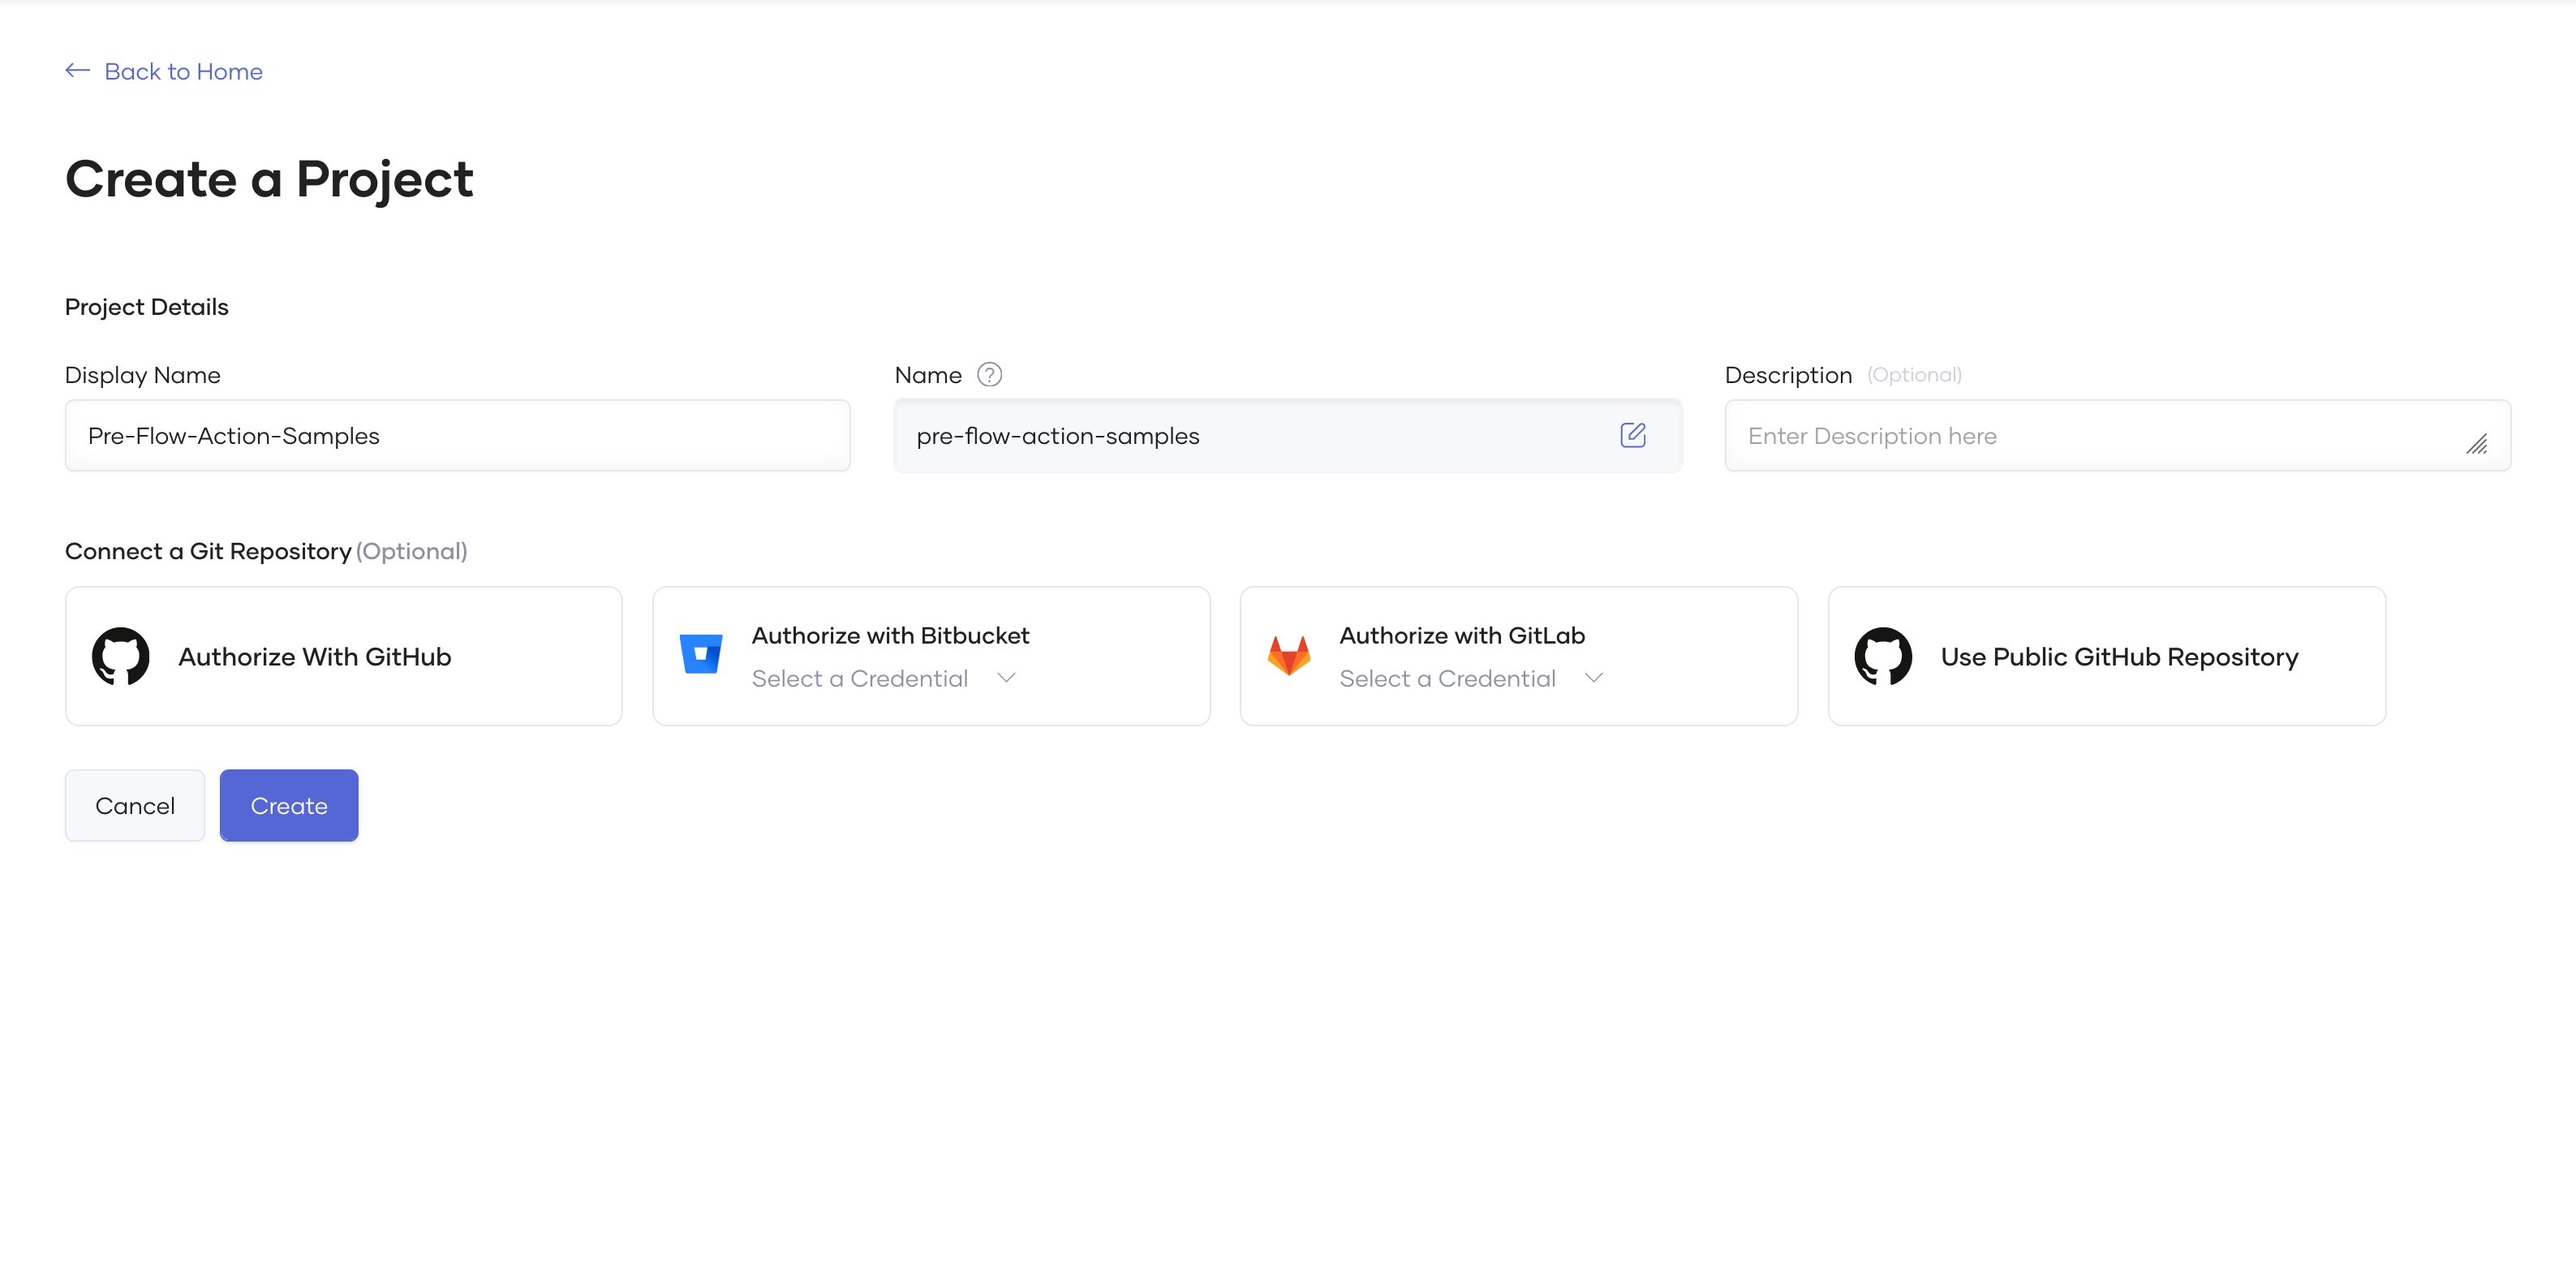 Back to Home
Create a Project
Project Details
Display Name
Name ?
Description (Optional)
Pre-Flow-Action-Samples
pre-flow-action-samples
Enter Description here
Connect a Git Repository (Optional)
Authorize With GitHub
Authorize with Bitbucket
Select a Credential
Authorize with GitLab
Select a Credential
Use Public GitHub Repository
Cancel
Create